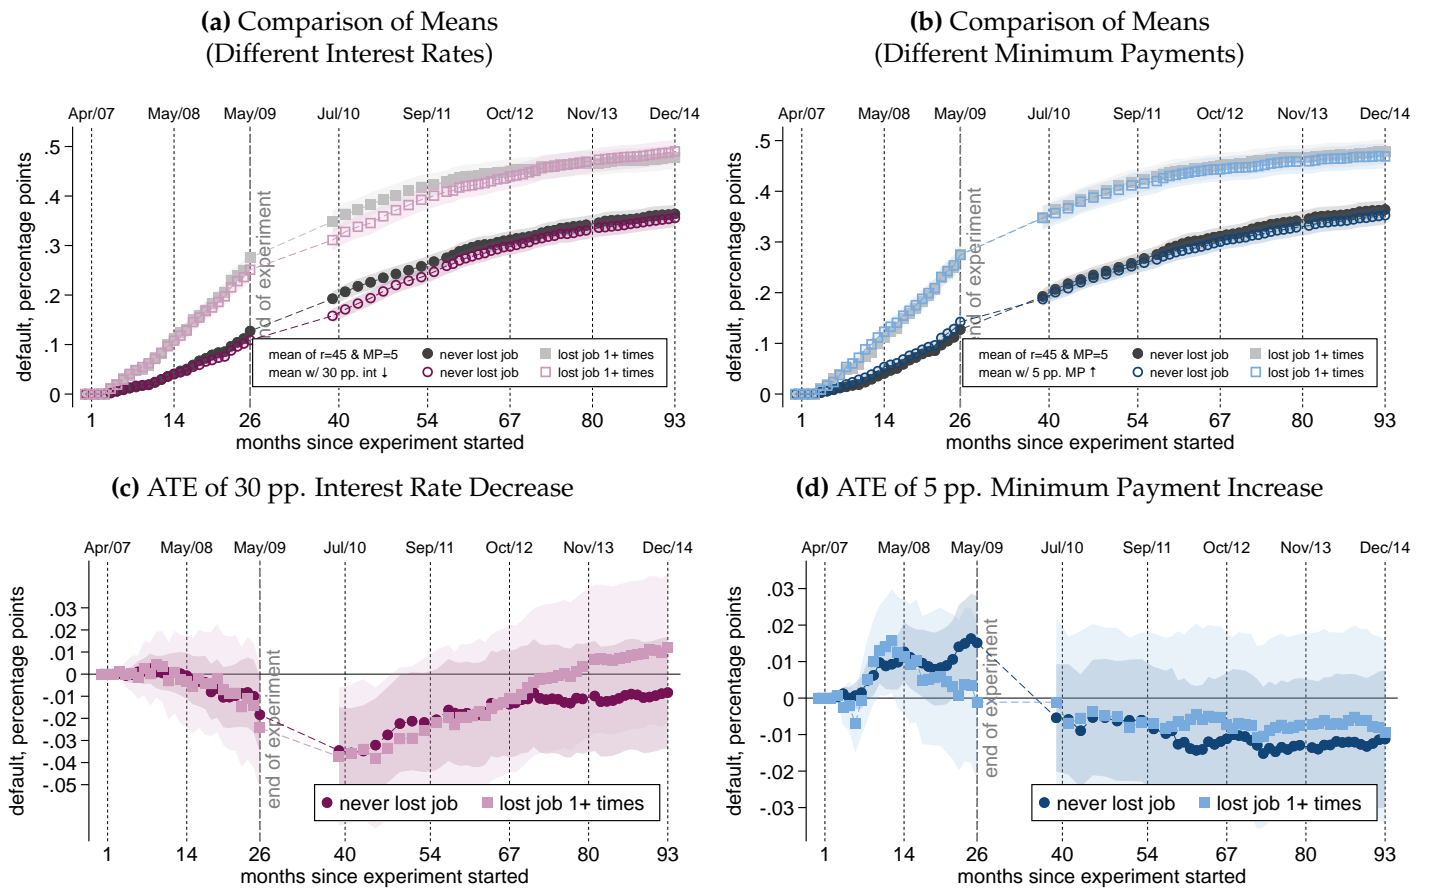 (a) Comparison of Means
(Different Interest Rates)
Apr/07 May/08 May/09 Jul/10 Sep/11 Oct/12 Nov/13 Dec/14
default, percentage points
.5
.4
.3
.2
.1
0
end of experiment
mean of r=45 & MP=5 never lost job lost job 1+ times
mean w/ 30 pp. int ↓ never lost job lost job 1+ times
1 14 26 40 54 67 80 93
months since experiment started
(b) Comparison of Means
(Different Minimum Payments)
Apr/07 May/08 May/09 Jul/10 Sep/11 Oct/12 Nov/13 Dec/14
default, percentage points
.5
.4
.3
.2
.1
0
end of experiment
mean of r=45 & MP=5 never lost job lost job 1+ times
mean w/ 5 pp. MP ↑ never lost job lost job 1+ times
1 14 26 40 54 67 80 93
months since experiment started
(c) ATE of 30 pp. Interest Rate Decrease
Apr/07 May/08 May/09 Jul/10 Sep/11 Oct/12 Nov/13 Dec/14
default, percentage points
.03
.02
.01
0
-.01
-.02
-.03
-.04
-.05
end of experiment
never lost job lost job 1+ times
1 14 26 40 54 67 80 93
months since experiment started
(d) ATE of 5 pp. Minimum Payment Increase
Apr/07 May/08 May/09 Jul/10 Sep/11 Oct/12 Nov/13 Dec/14
default, percentage points
.03
.02
.01
0
-.01
-.02
-.03
end of experiment
never lost job lost job 1+ times
1 14 26 40 54 67 80 93
months since experiment started